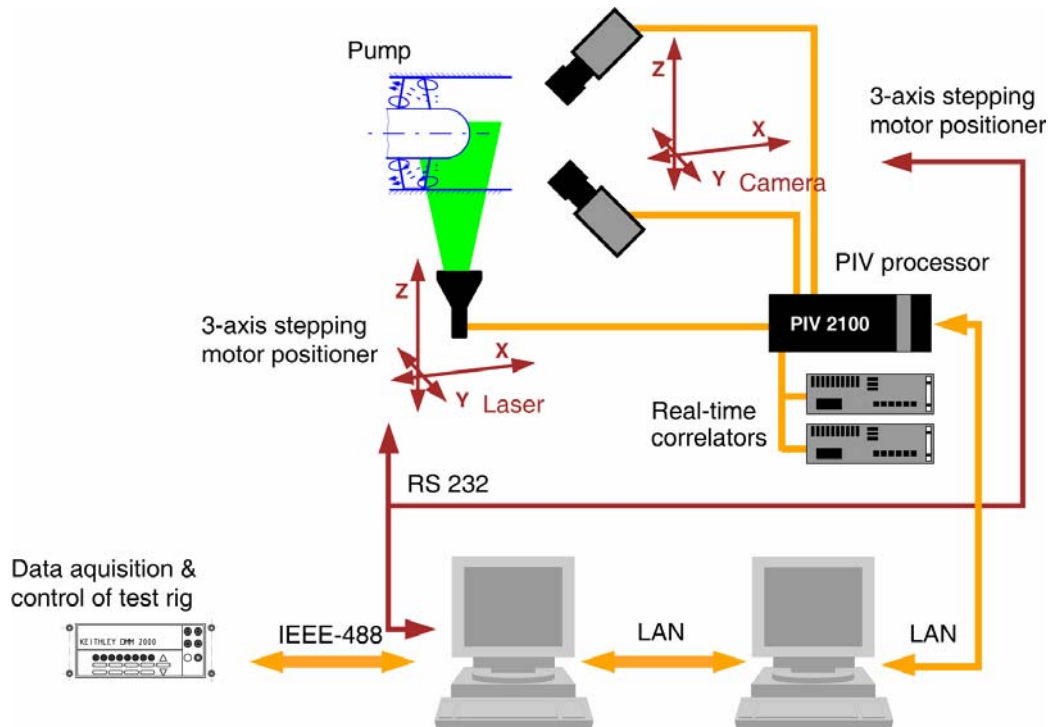 Pump
Z
X
Y
Camera
3-axis stepping
motor positioner
PIV processor
PIV 2100
3-axis stepping
motor positioner
Z
X
Y
Laser
Real-time
correlators
RS 232
Data aquisition &
control of test rig
KEITHLEY DMM 2000
IEEE-488
LAN
LAN